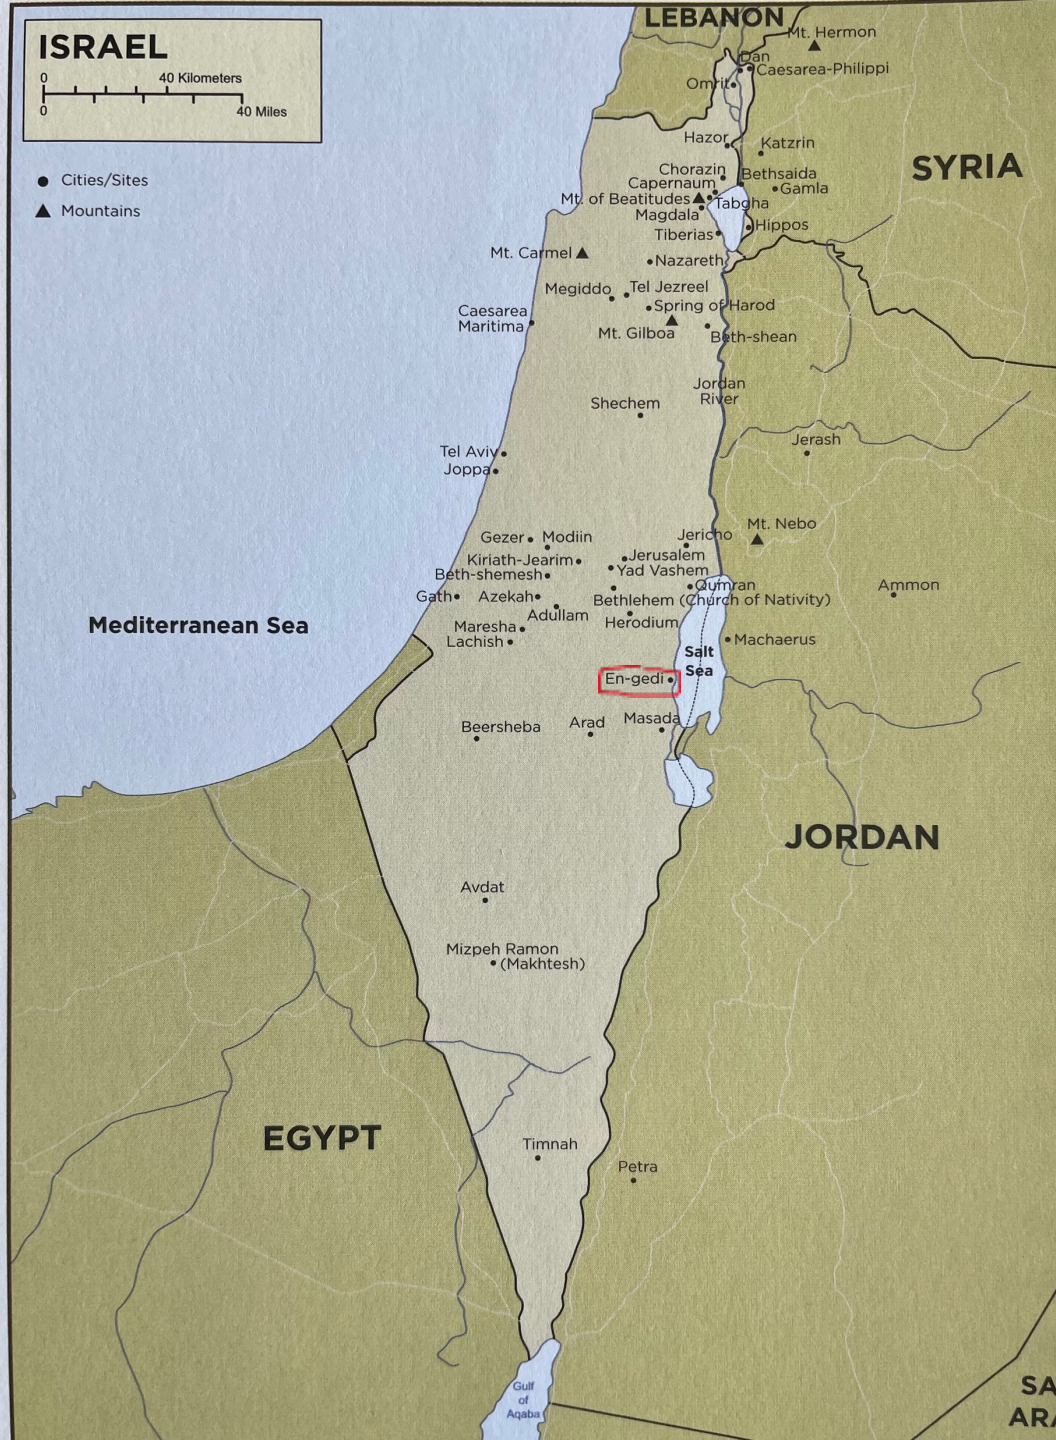 LEBANON
ISRAEL
Mt. Hermon
0 40 Kilometers
0 40 Miles
Dan
Caesarea-Philippi
Omrit
Cities/Sites
Mountains
Hazor
Katzrin
SYRIA
Chorazin
Bethsaida
Capernaum
Gamla
Mt. of Beatitudes
Tabgha
Magdala
Hippos
Tiberias
Mt. Carmel
Nazareth
Megiddo
Tel Jezreel
Spring of Harod
Caesarea
Maritima
Mt. Gilboa
Beth-shean
Jordan
River
Shechem
Tel Aviv
Joppa
Jerash
Mt. Nebo
Gezer
Modiin
Jericho
Kiriath-Jearim
Jerusalem
Yad Vashem
Beth-shemesh
Qumran
Ammon
Gath
Azekah
Bethlehem (Church of Nativity)
Adullam
Herodium
Mediterranean Sea
Maresha
Lachish
Machaerus
Salt
Sea
En-gedi
Beersheba
Arad
Masada
JORDAN
Avdat
Mizpeh Ramon
(Makhtesh)
EGYPT
Timnah
Petra
Gulf
of
Aqaba
SA
ARA